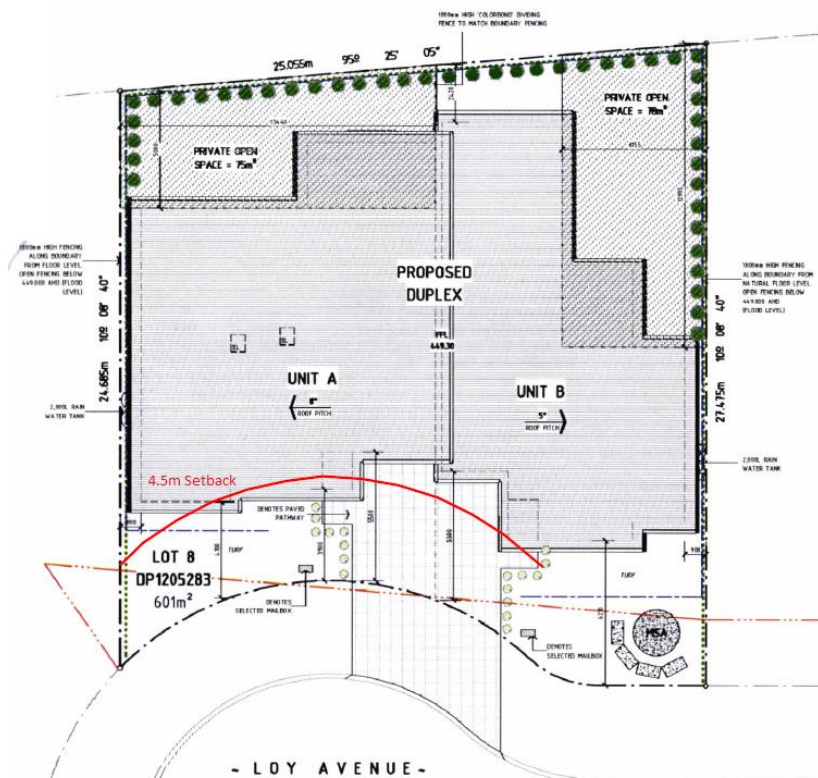 1800mm HIGH 'COLORBOND' DIVIDING
FENCE TO MATCH BOUNDARY FENCING
25.055m 95º 25' 05"
PRIVATE OPEN
SPACE = 75m²
PRIVATE OPEN
1800mm HIGH FENCING
ALONG BOUNDARY
FROM FLOOR LEVEL
OPEN FENCING BELOW
449.000 AHD (FLOOD
LEVEL)
PROPOSED
DUPLEX
FFL
449.30
1800mm HIGH FENCING
ALONG BOUNDARY FROM
NATURAL FLOOR LEVEL
OPEN FENCING BELOW
449.000 AHD
(FLOOD LEVEL)
24.685m 10º 08' 40"
27.475m 10º 08' 40"
UNIT A
ROOF PITCH
UNIT B
5°
ROOF PITCH
2,000L RAIN
WATER TANK
2,000L RAIN
WATER TANK
4.5m Setback
DENOTES PAVED
PATHWAY
5500
3900
TURF
LOT 8
DP1205283
601m²
DENOTES
SELECTED MAILBOX
TURF
900
DENOTES
SELECTED MAILBOX
MSA
- LOY AVENUE -